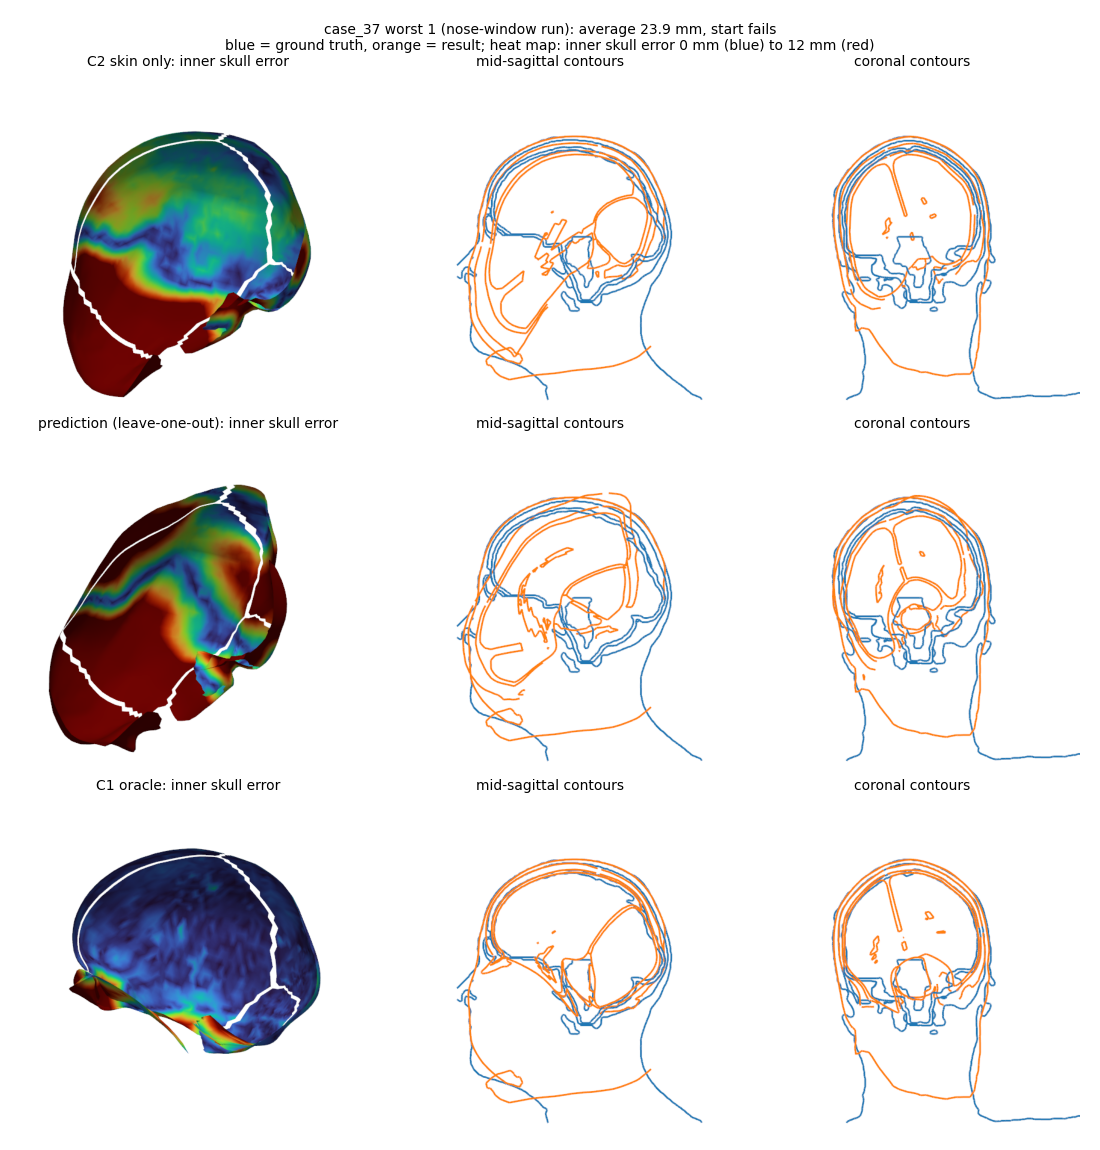 case_37 worst 1 (nose-window run): average 23.9 mm, start fails
blue = ground truth, orange = result; heat map: inner skull error 0 mm (blue) to 12 mm (red)
C2 skin only: inner skull error
mid-sagittal contours
coronal contours
prediction (leave-one-out): inner skull error
mid-sagittal contours
coronal contours
C1 oracle: inner skull error
mid-sagittal contours
coronal contours